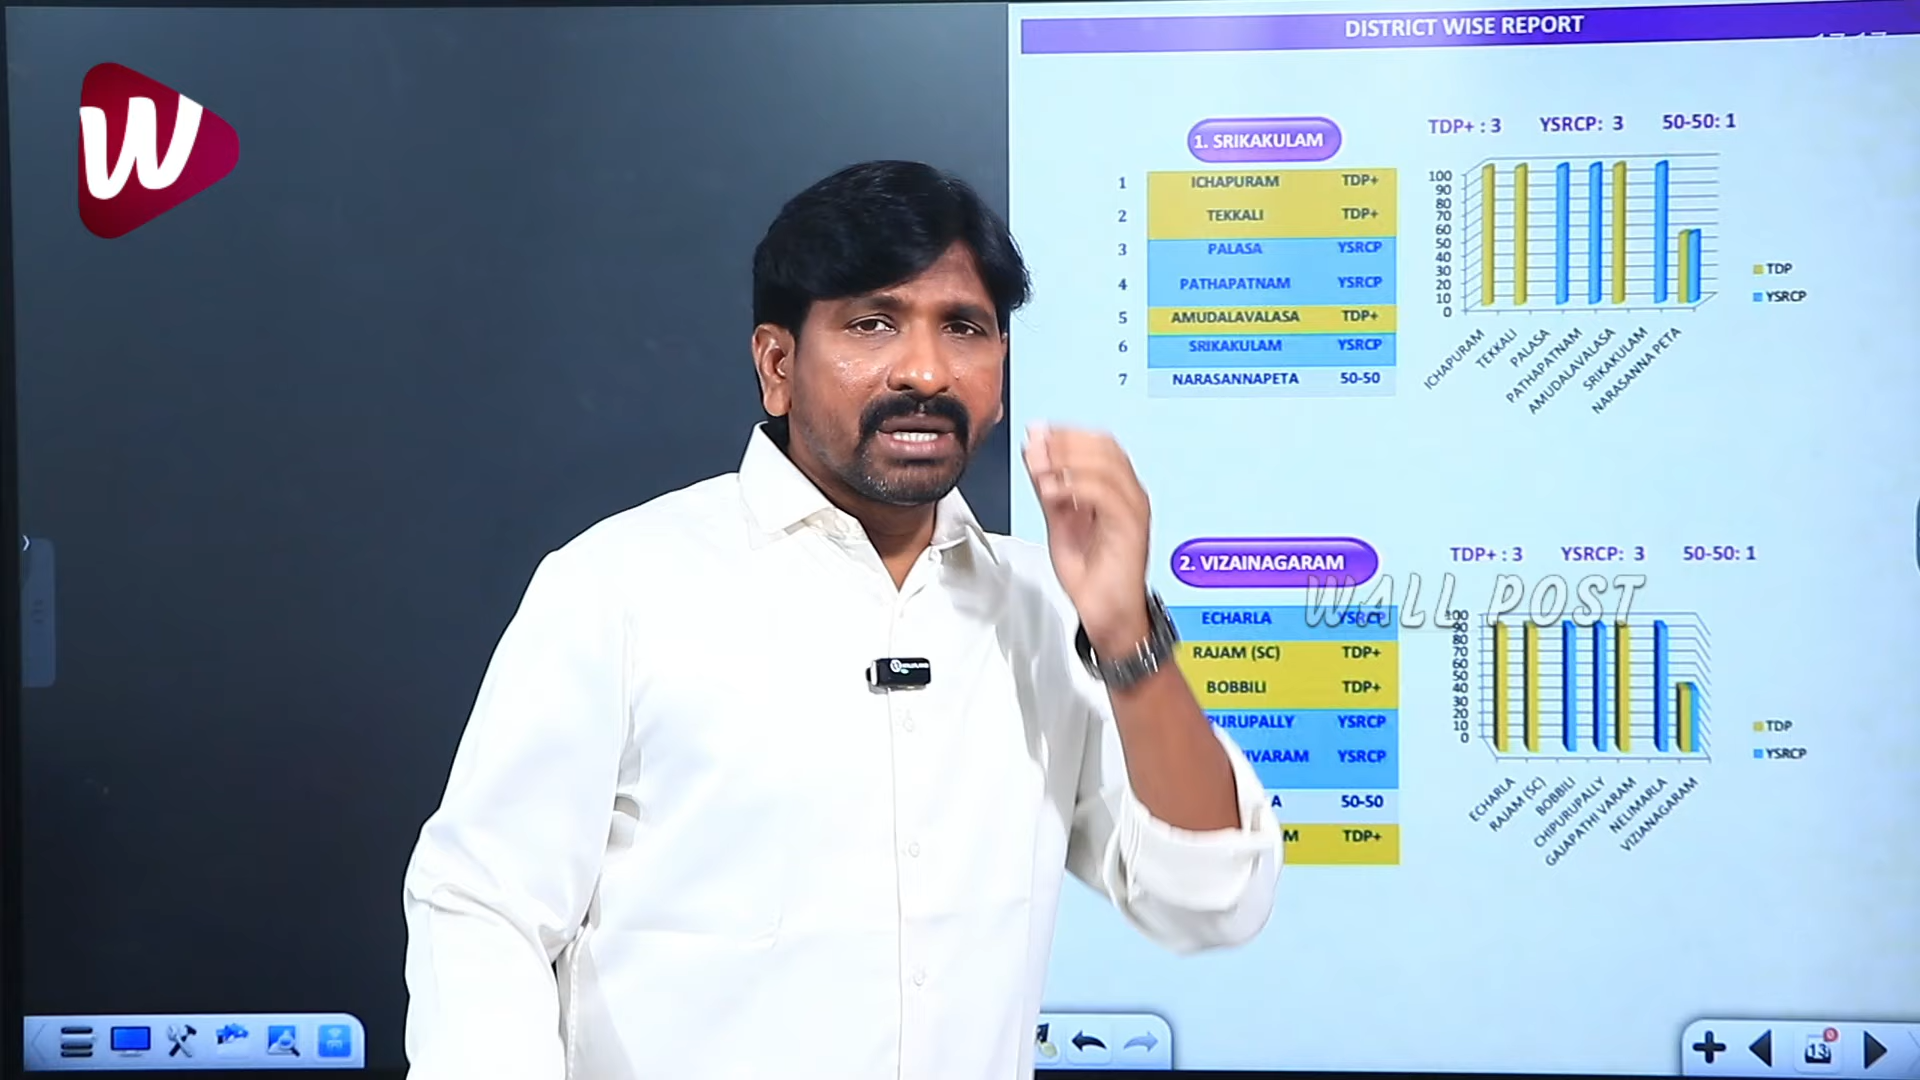 W
DISTRICT WISE REPORT
1. SRIKAKULAM
TDP+ : 3 YSRCP: 3 50-50: 1
1 ICHAPURAM TDP+
2 TEKKALI TDP+
3 PALASA YSRCP
4 PATHAPATNAM YSRCP
5 AMUDALAVALASA TDP+
6 SRIKAKULAM YSRCP
7 NARASANNAPETA 50-50
100
90
80
70
60
50
40
30
20
10
0
ICHAPURAM
TEKKALI
PALASA
PATHAPATNAM
AMUDALAVALASA
SRIKAKULAM
NARASANNA PETA
TDP
YSRCP
2. VIZAINAGARAM
TDP+ : 3 YSRCP: 3 50-50: 1
WALL POST
ECHARLA YSRCP
RAJAM (SC) TDP+
BOBBILI TDP+
PURUPALLY YSRCP
IVARAM YSRCP
A 50-50
M TDP+
100
90
80
70
60
50
40
30
20
10
0
ECHARLA
RAJAM (SC)
BOBBILI
CHIPURUPALLY
GAJAPATHI VARAM
NELIMARLA
VIZIANAGARAM
TDP
YSRCP
13